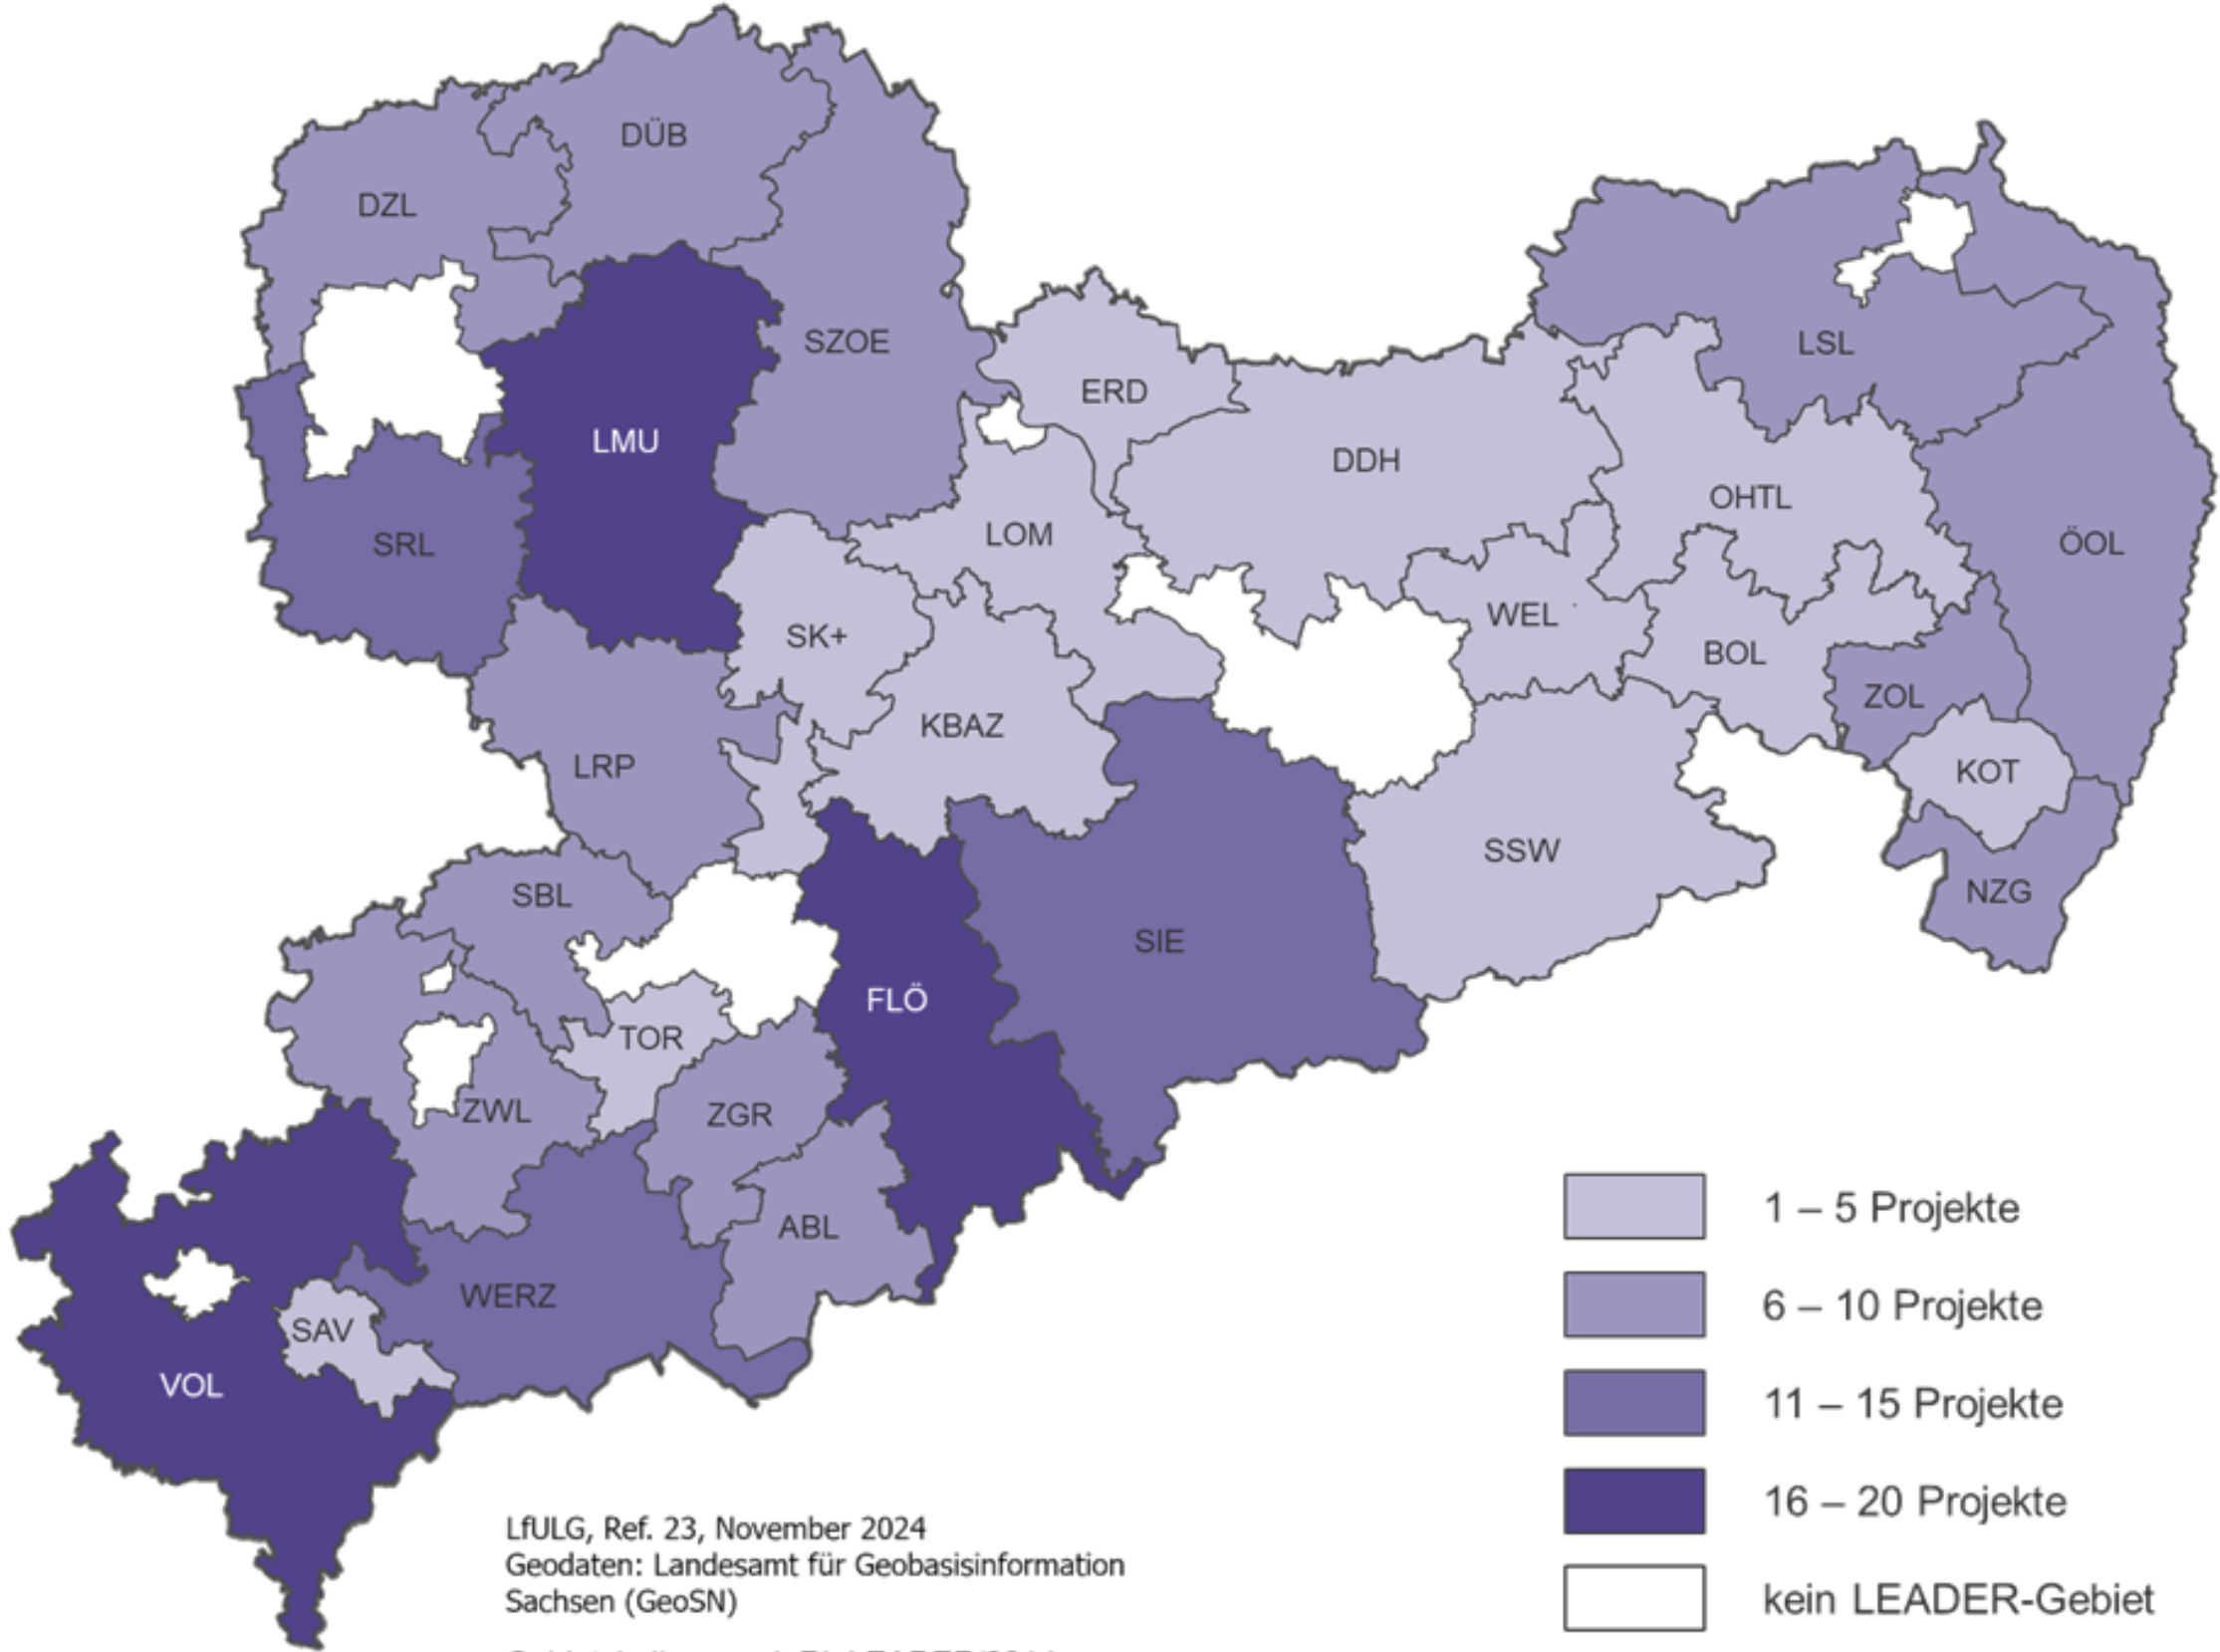 DÜB
DZL
SZOE
LSL
ERD
LMU
DDH
OHTL
SRL
LOM
ÖOL
WEL
SK+
BOL
ZOL
KBAZ
LRP
KOT
SSW
SBL
NZG
SIE
FLÖ
TOR
ZWL
ZGR
ABL
WERZ
SAV
VOL
1 – 5 Projekte
6 – 10 Projekte
11 – 15 Projekte
16 – 20 Projekte
kein LEADER-Gebiet
LfULG, Ref. 23, November 2024
Geodaten: Landesamt für Geobasisinformation
Sachsen (GeoSN)